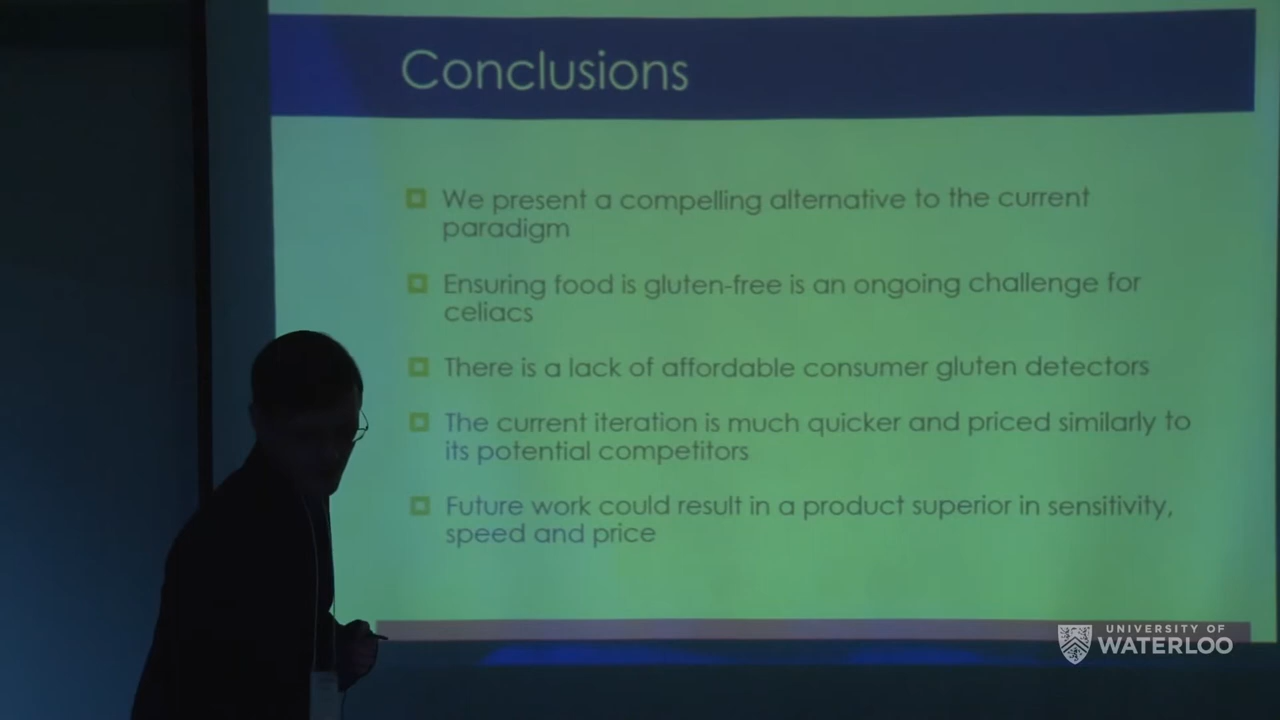 Conclusions
We present a compelling alternative to the current
paradigm
Ensuring food is gluten-free is an ongoing challenge for
celiacs
There is a lack of affordable consumer gluten detectors
The current iteration is much quicker and priced similarly to
its potential competitors
Future work could result in a product superior in sensitivity,
speed and price
UNIVERSITY OF
WATERLOO